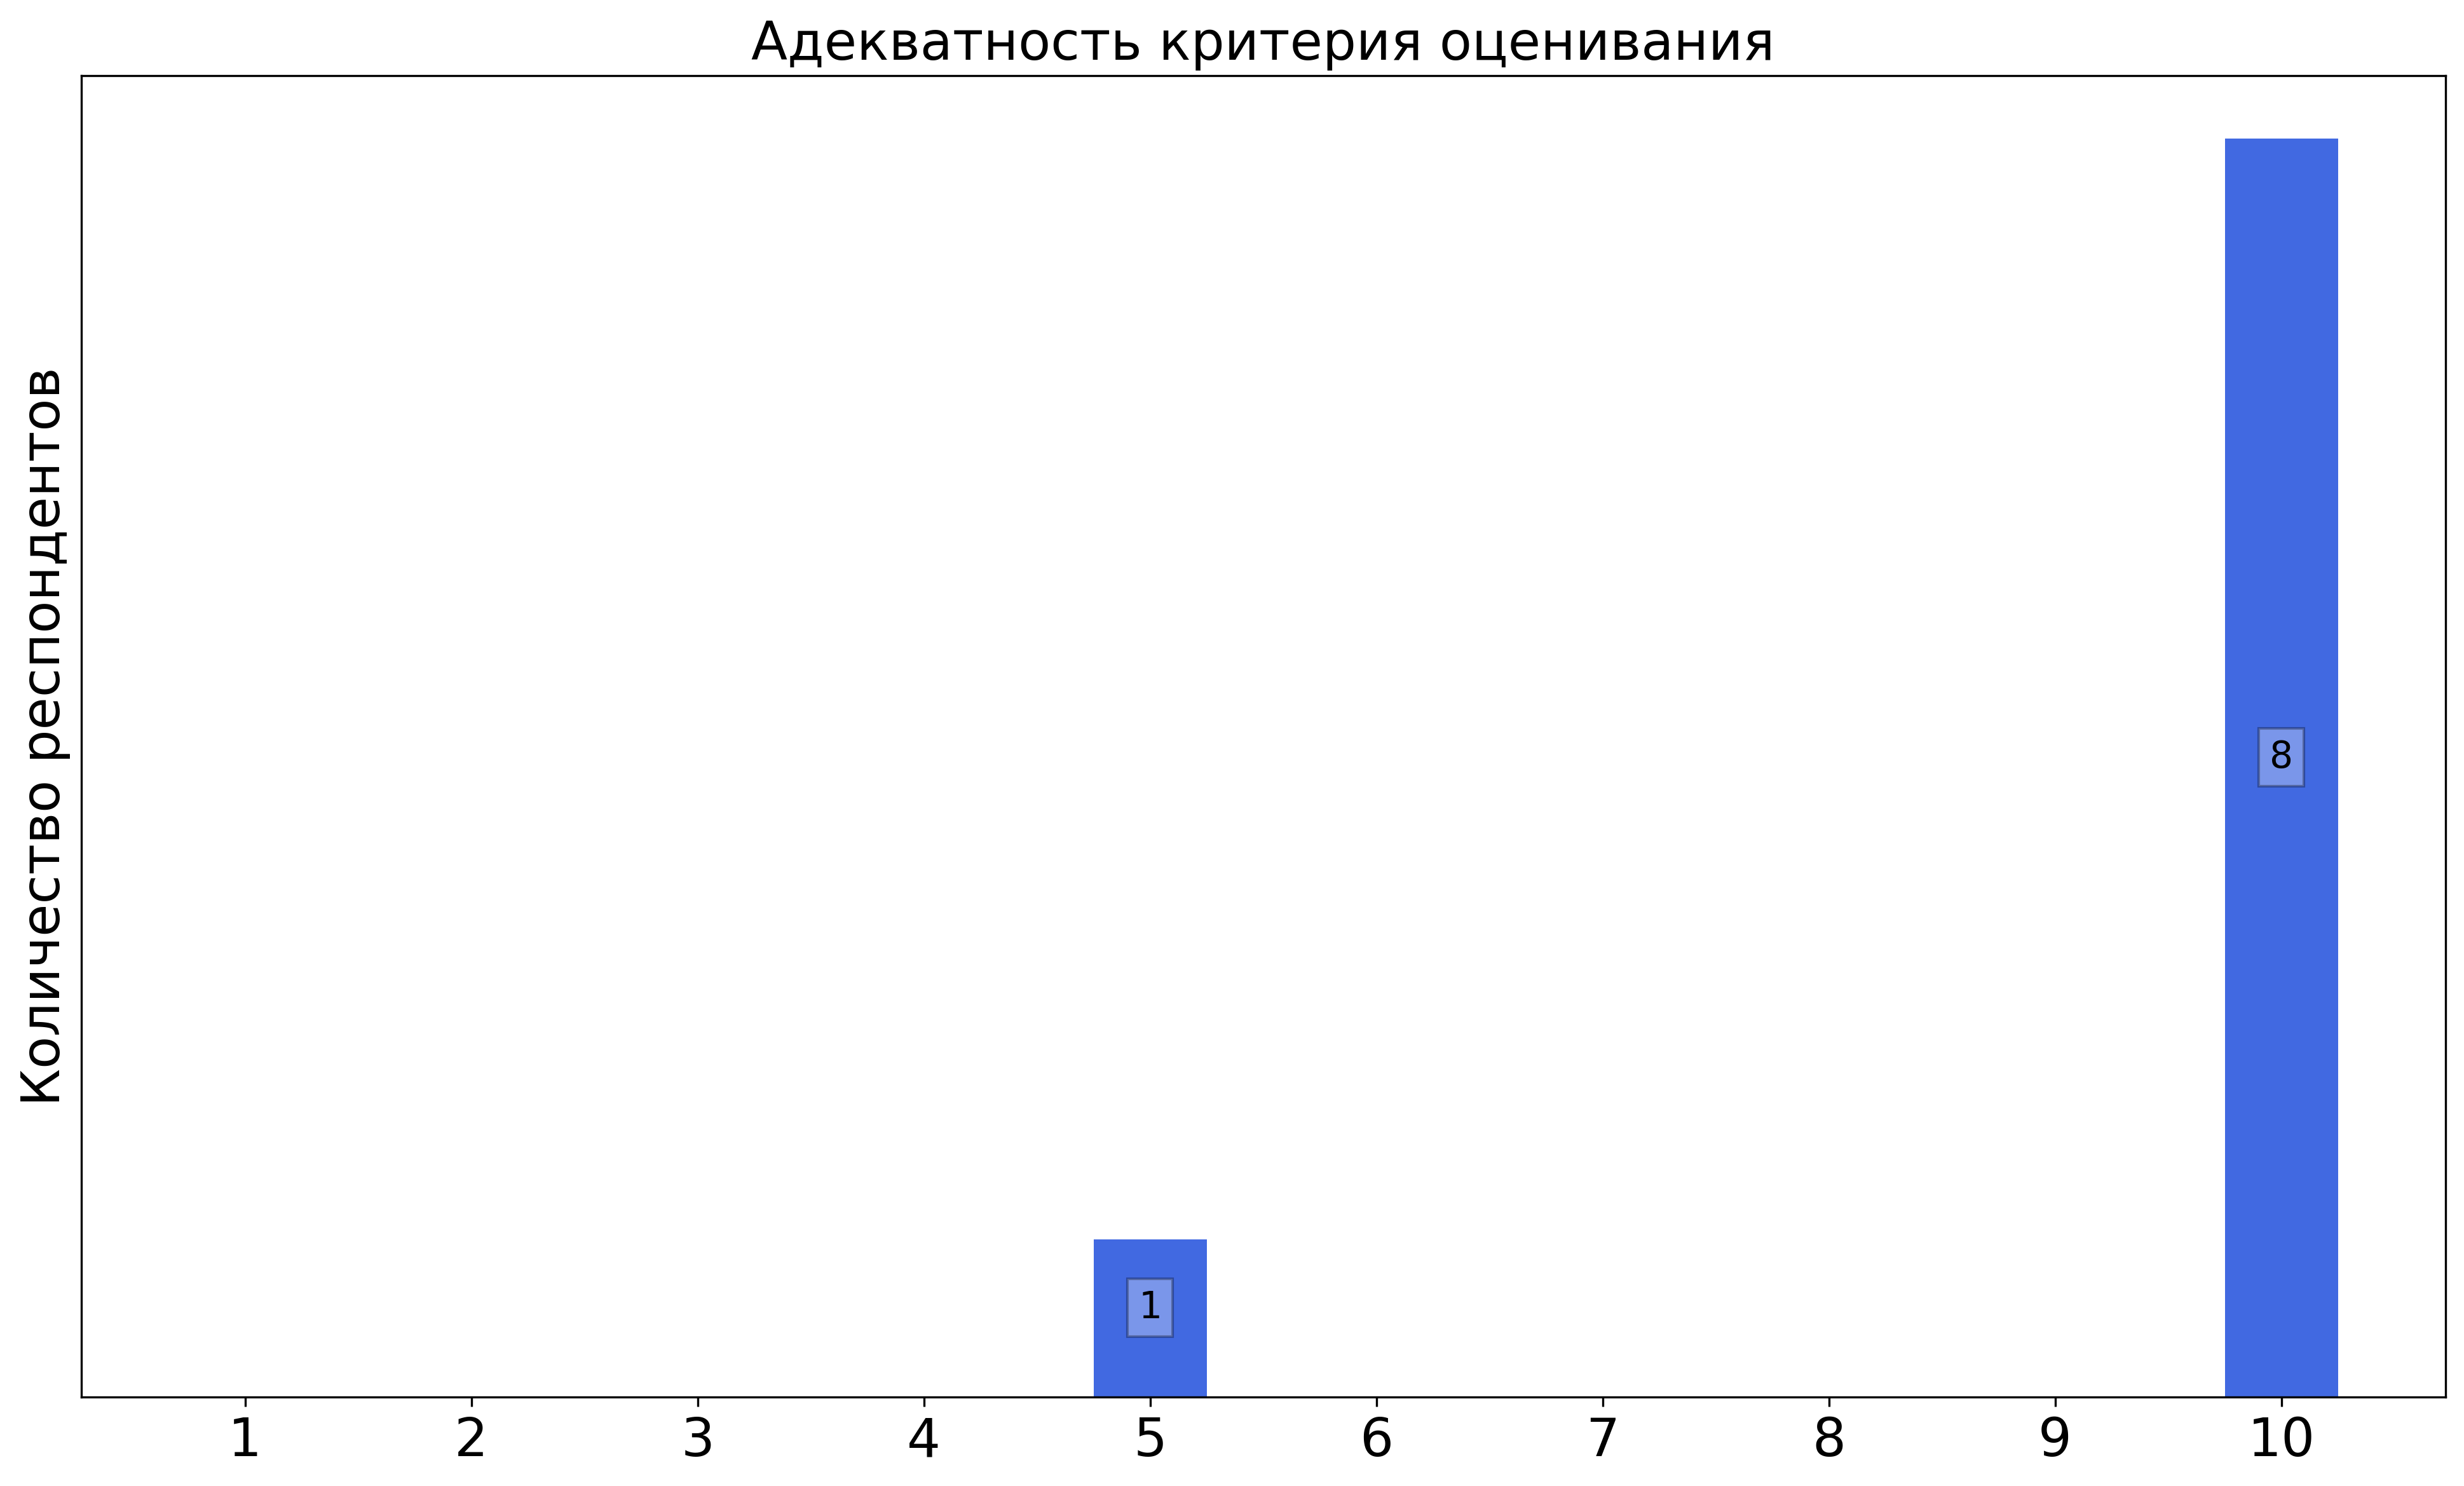 Адекватность критерия оценивания
Количество респондентов
8
1
1 2 3 4 5 6 7 8 9 10